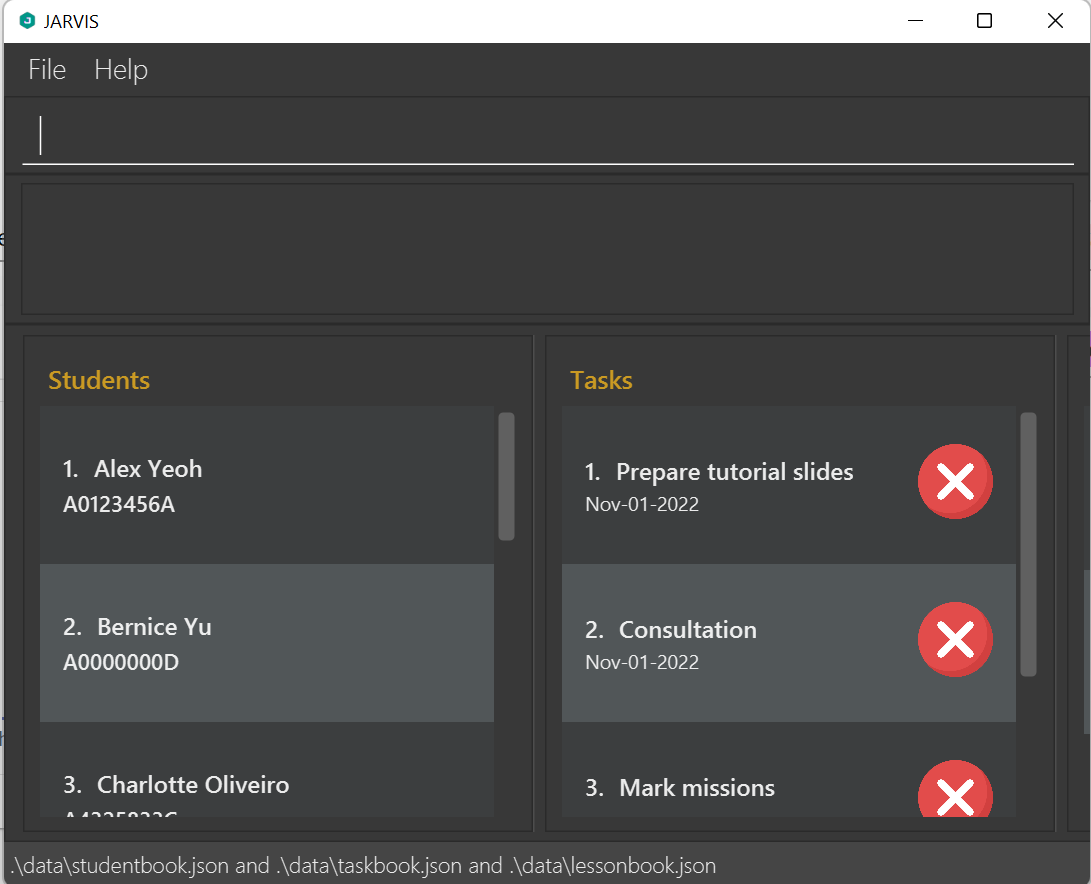 JARVIS
File Help
Students
1. Alex Yeoh
A0123456A
2. Bernice Yu
A0000000D
3. Charlotte Oliveiro
Tasks
1. Prepare tutorial slides
Nov-01-2022
2. Consultation
Nov-01-2022
3. Mark missions
.\data\studentbook.json and .\data\taskbook.json and .\data\lessonbook.json